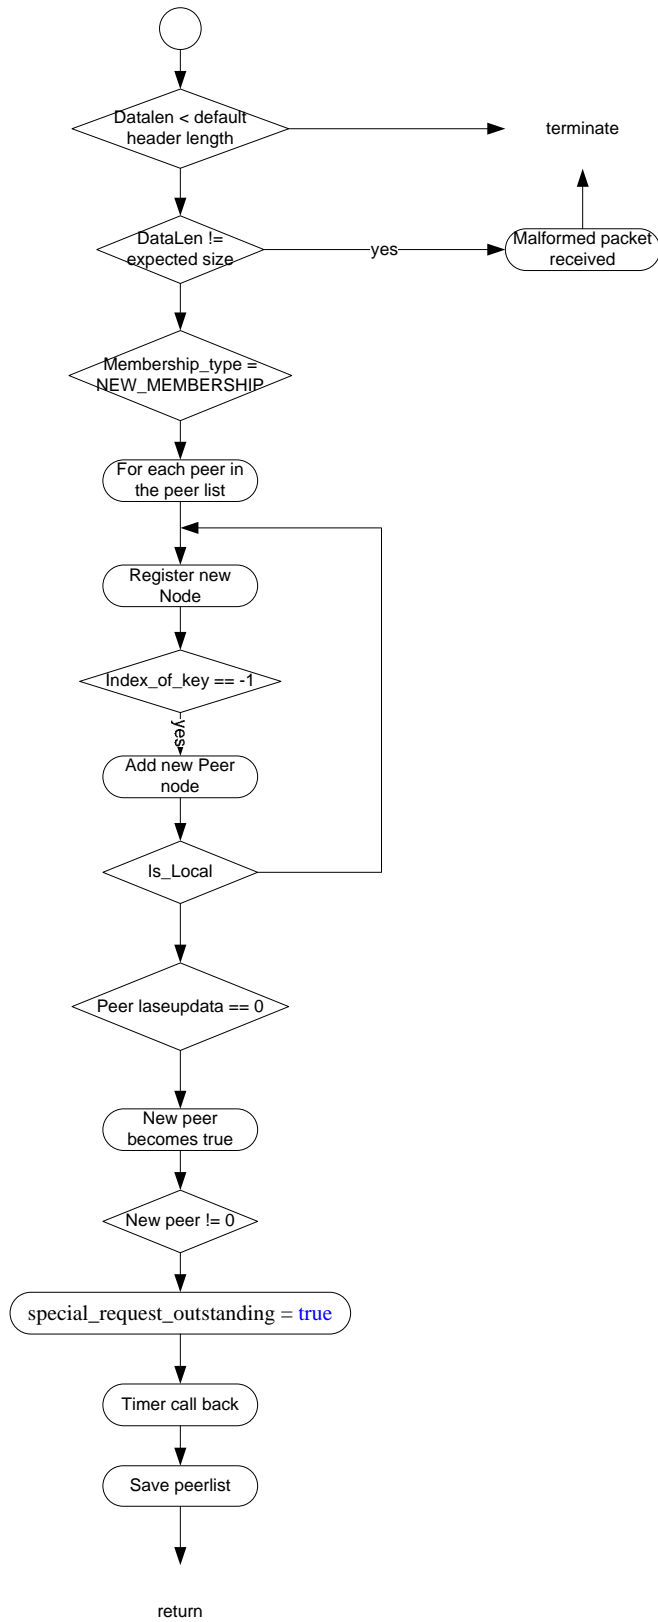 Datalen < default
header length
terminate
DataLen !=
expected size
yes
Malformed packet
received
Membership_type =
NEW_MEMBERSHIP
For each peer in
the peer list
Register new
Node
Index_of_key == -1
yes
Add new Peer
node
Is_Local
Peer laseupdata == 0
New peer
becomes true
New peer != 0
special_request_outstanding = true
Timer call back
Save peerlist
return